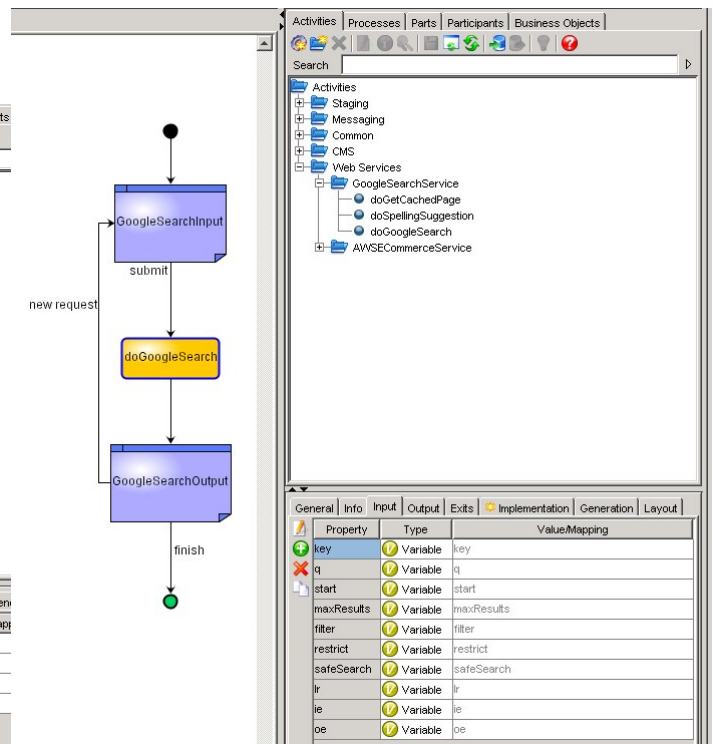 ts
GoogleSearchInput
submit
new request
doGoogleSearch
GoogleSearchOutput
finish
Activities Processes Parts Participants Business Objects
Search
Activities
Staging
Messaging
Common
CMS
Web Services
GoogleSearchService
doGetCachedPage
doSpellingSuggestion
doGoogleSearch
AWSECommerceService
General Info Input Output Exits Implementation Generation Layout
Property Type Value/Mapping
key Variable key
q Variable q
start Variable start
maxResults Variable maxResults
filter Variable filter
restrict Variable restrict
safeSearch Variable safeSearch
lr Variable lr
ie Variable ie
oe Variable oe